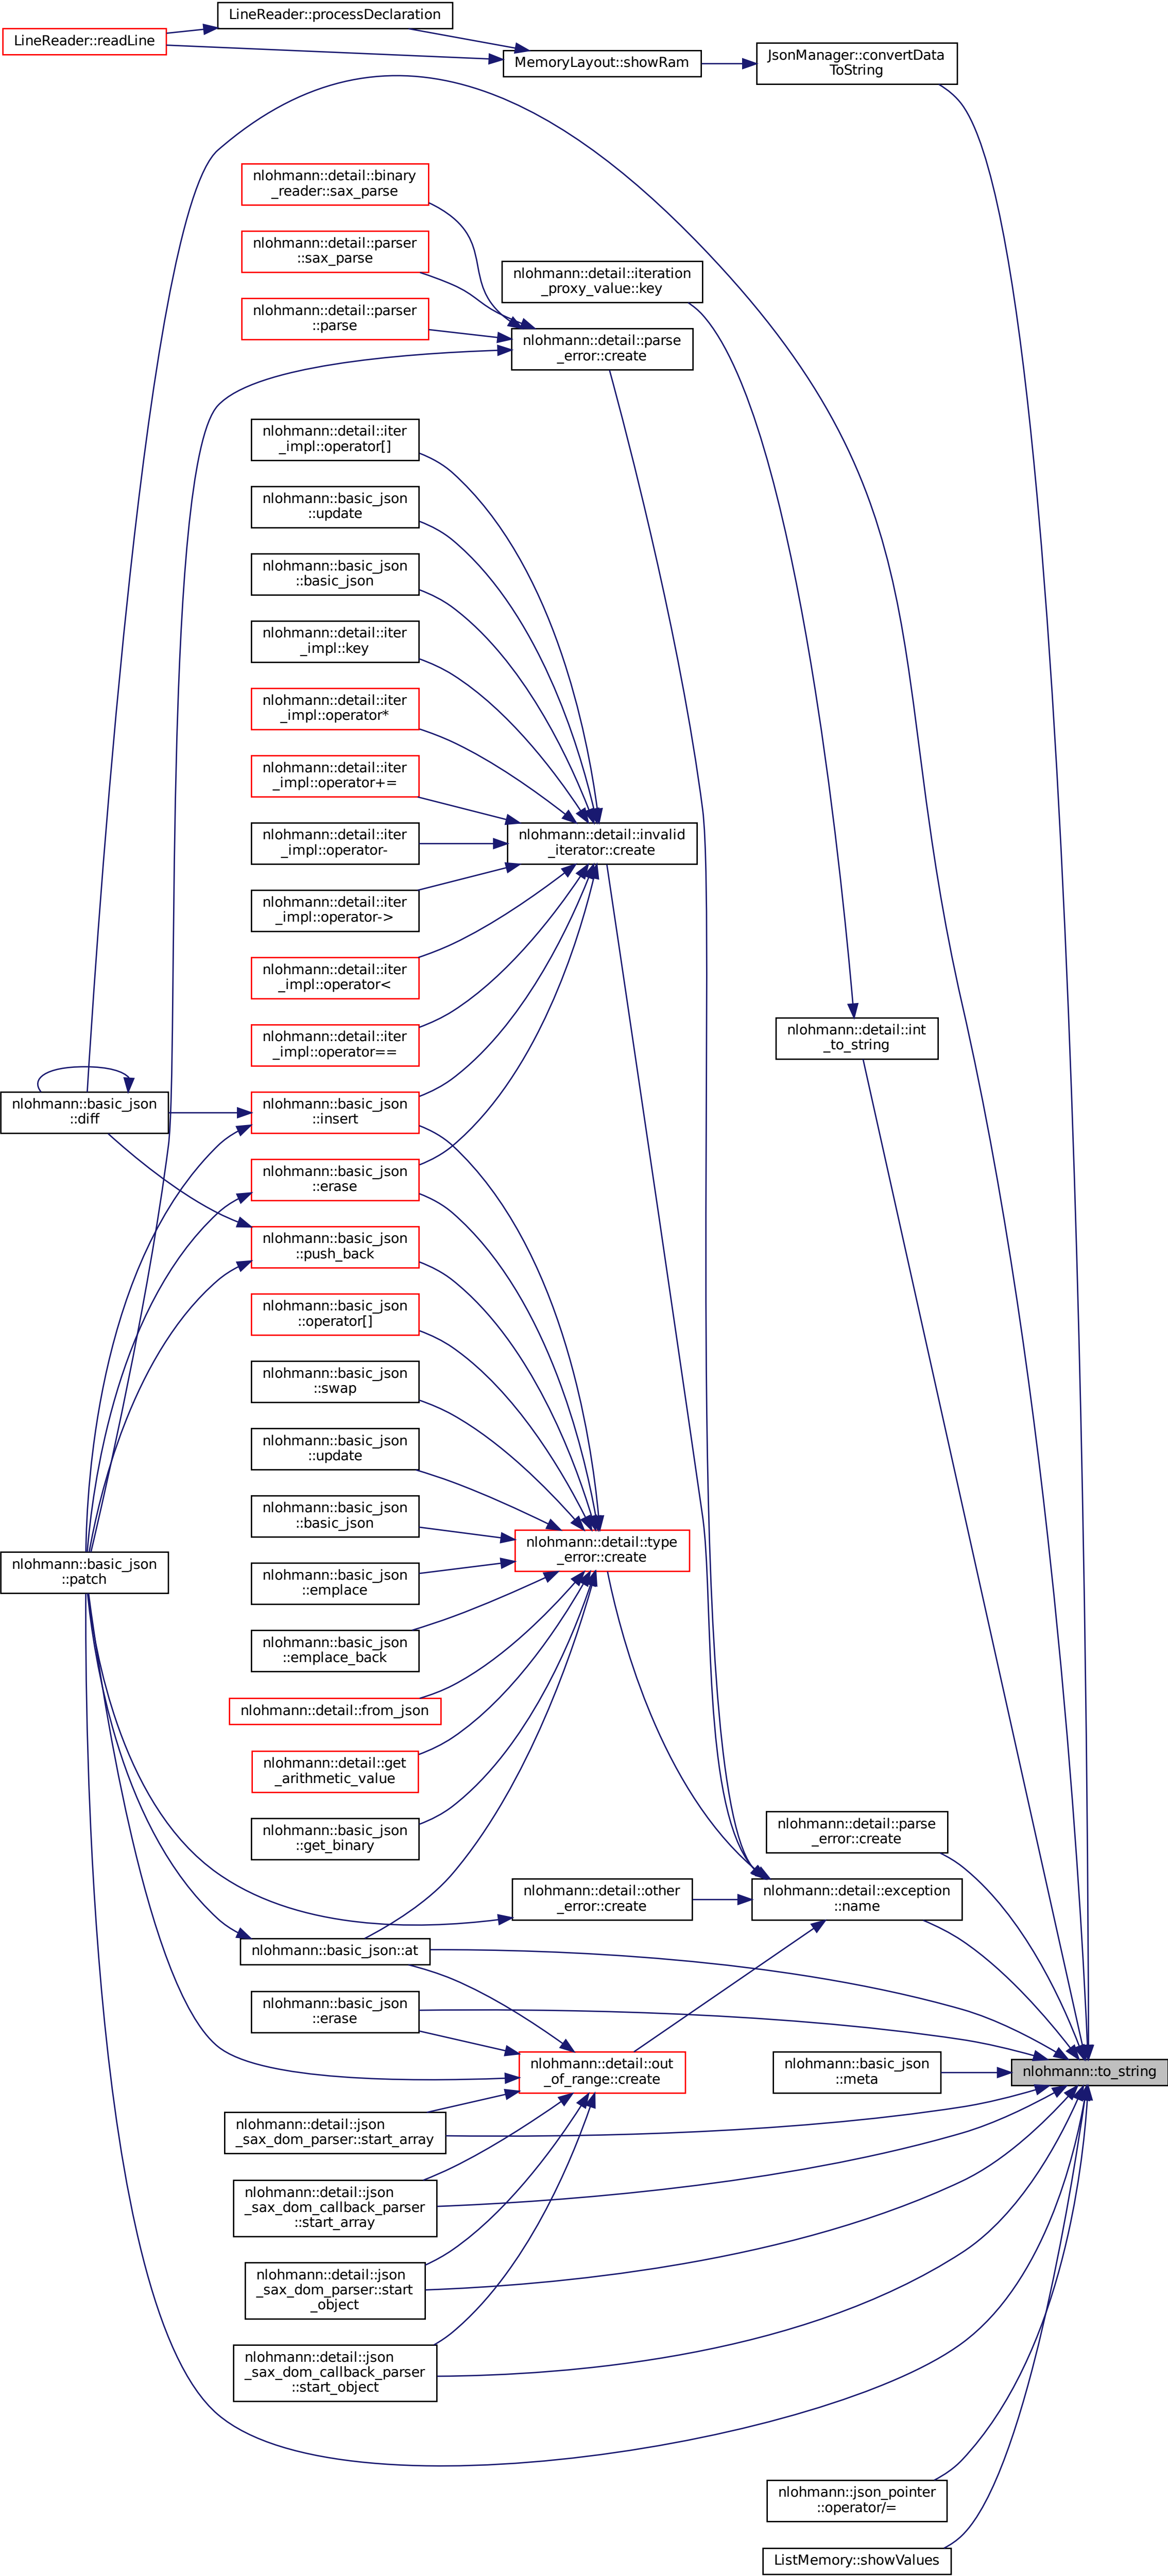 LineReader::processDeclaration
LineReader::readLine
MemoryLayout::showRam
JsonManager::convertData
ToString
nlohmann::detail::binary
_reader::sax_parse
nlohmann::detail::parser
::sax_parse
nlohmann::detail::iteration
_proxy_value::key
nlohmann::detail::parser
::parse
nlohmann::detail::parse
_error::create
nlohmann::detail::iter
_impl::operator[]
nlohmann::basic_json
::update
nlohmann::basic_json
::basic_json
nlohmann::detail::iter
_impl::key
nlohmann::detail::iter
_impl::operator*
nlohmann::detail::iter
_impl::operator+=
nlohmann::detail::iter
_impl::operator-
nlohmann::detail::invalid
_iterator::create
nlohmann::detail::iter
_impl::operator->
nlohmann::detail::iter
_impl::operator<
nlohmann::detail::iter
_impl::operator==
nlohmann::detail::int
_to_string
nlohmann::basic_json
::diff
nlohmann::basic_json
::insert
nlohmann::basic_json
::erase
nlohmann::basic_json
::push_back
nlohmann::basic_json
::operator[]
nlohmann::basic_json
::swap
nlohmann::basic_json
::update
nlohmann::basic_json
::basic_json
nlohmann::detail::type
_error::create
nlohmann::basic_json
::patch
nlohmann::basic_json
::emplace
nlohmann::basic_json
::emplace_back
nlohmann::detail::from_json
nlohmann::detail::get
_arithmetic_value
nlohmann::basic_json
::get_binary
nlohmann::detail::parse
_error::create
nlohmann::detail::other
_error::create
nlohmann::detail::exception
::name
nlohmann::basic_json::at
nlohmann::basic_json
::erase
nlohmann::detail::out
_of_range::create
nlohmann::basic_json
::meta
nlohmann::to_string
nlohmann::detail::json
_sax_dom_parser::start_array
nlohmann::detail::json
_sax_dom_callback_parser
::start_array
nlohmann::detail::json
_sax_dom_parser::start
_object
nlohmann::detail::json
_sax_dom_callback_parser
::start_object
nlohmann::json_pointer
::operator/=
ListMemory::showValues